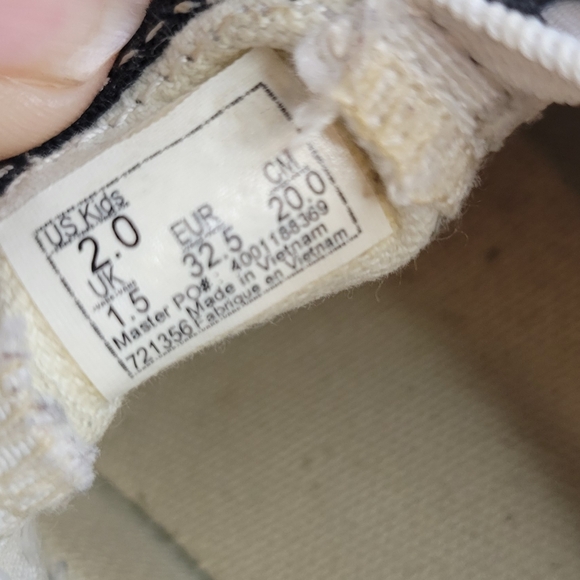 US Kids
2.0
UK
1.5
EUR
32.5
CM
20.0
Master PO#: 4001188369
721356 Made in Vietnam
Fabrique en Vietnam